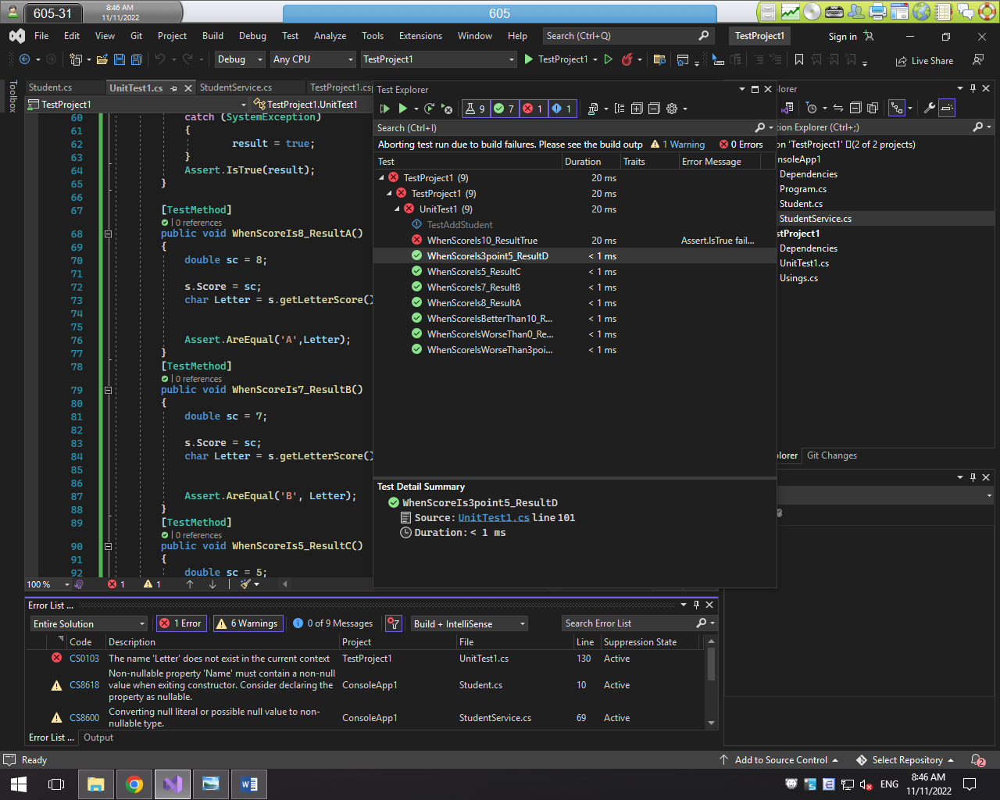 605-31
8:46 AM
11/11/2022
605
File Edit View Git Project Build Debug Test Analyze Tools Extensions Window Help Search (Ctrl+Q) TestProject1 Sign in
Debug Any CPU TestProject1 TestProject1 Live Share
Toolbox
Student.cs UnitTest1.cs StudentService.cs TestProject1.cs
TestProject1 TestProject1.UnitTest1
60 catch (SystemException)
61 {
62 result = true;
63 }
64 Assert.IsTrue(result);
65 }
66
67 [TestMethod]
0 references
68 public void WhenScoreIs8_ResultA()
69 {
70 double sc = 8;
71
72 s.Score = sc;
73 char Letter = s.getLetterScore()
74
75
76 Assert.AreEqual('A',Letter);
77 }
78 [TestMethod]
0 references
79 public void WhenScoreIs7_ResultB()
80 {
81 double sc = 7;
82
83 s.Score = sc;
84 char Letter = s.getLetterScore()
85
86
87 Assert.AreEqual('B', Letter);
88 }
89 [TestMethod]
0 references
90 public void WhenScoreIs5_ResultC()
91 {
92 double sc = 5;
100 % 1 1
Test Explorer
9 7 1 1
Search (Ctrl+I)
Aborting test run due to build failures. Please see the build outp 1 Warning 0 Errors
Test Duration Traits Error Message
TestProject1 (9) 20 ms
TestProject1 (9) 20 ms
UnitTest1 (9) 20 ms
TestAddStudent
WhenScoreIs10_ResultTrue 20 ms Assert.IsTrue fail...
WhenScoreIs3point5_ResultD < 1 ms
WhenScoreIs5_ResultC < 1 ms
WhenScoreIs7_ResultB < 1 ms
WhenScoreIs8_ResultA < 1 ms
WhenScoreIsBetterThan10_R... < 1 ms
WhenScoreIsWorseThan0_Re... < 1 ms
WhenScoreIsWorseThan3poi... < 1 ms
Test Detail Summary
WhenScoreIs3point5_ResultD
Source: UnitTest1.cs line 101
Duration: < 1 ms
lorer
tion Explorer (Ctrl+;)
on 'TestProject1' (2 of 2 projects)
nsoleApp1
Dependencies
Program.cs
Student.cs
StudentService.cs
stProject1
Dependencies
UnitTest1.cs
Usings.cs
plorer Git Changes
Error List ...
Entire Solution 1 Error 6 Warnings 0 of 9 Messages Build + IntelliSense Search Error List
Code Description Project File Line Suppression State
CS0103 The name 'Letter' does not exist in the current context TestProject1 UnitTest1.cs 130 Active
CS8618 Non-nullable property 'Name' must contain a non-null value when exiting constructor. Consider declaring the property as nullable. ConsoleApp1 Student.cs 10 Active
CS8600 Converting null literal or possible null value to non-nullable type. ConsoleApp1 StudentService.cs 69 Active
Error List ... Output
Ready Add to Source Control Select Repository 2
ENG 8:46 AM
11/11/2022